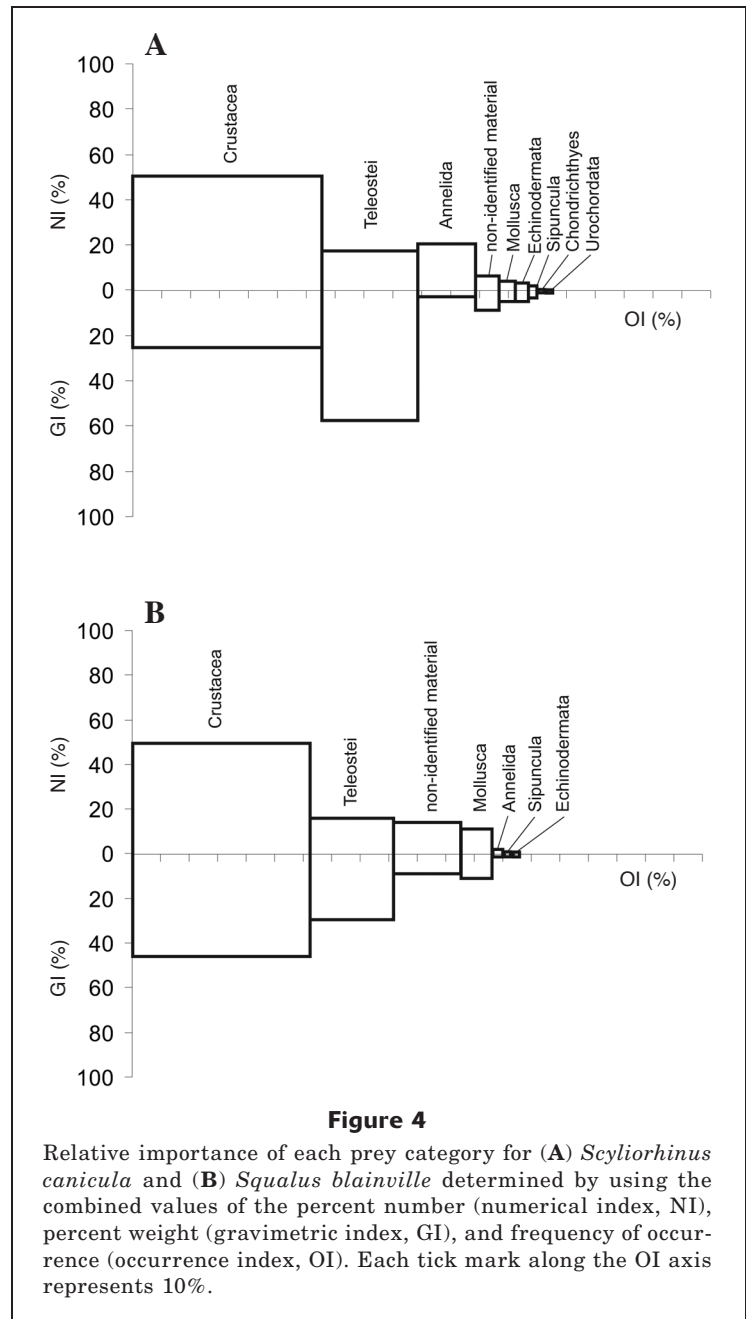 A
100
80
60
40
20
0
20
40
60
80
100
NI (%)
GI (%)
OI (%)
Crustacea
Teleostei
Annelida
non-identified material
Mollusca
Echinodermata
Sipuncula
Chondrichthyes
Urochordata
B
100
80
60
40
20
0
20
40
60
80
100
NI (%)
GI (%)
OI (%)
Crustacea
Teleostei
non-identified material
Mollusca
Annelida
Sipuncula
Echinodermata
Figure 4
Relative importance of each prey category for (A) Scyliorhinus
canicula and (B) Squalus blainville determined by using the
combined values of the percent number (numerical index, NI),
percent weight (gravimetric index, GI), and frequency of occur-
rence (occurrence index, OI). Each tick mark along the OI axis
represents 10%.